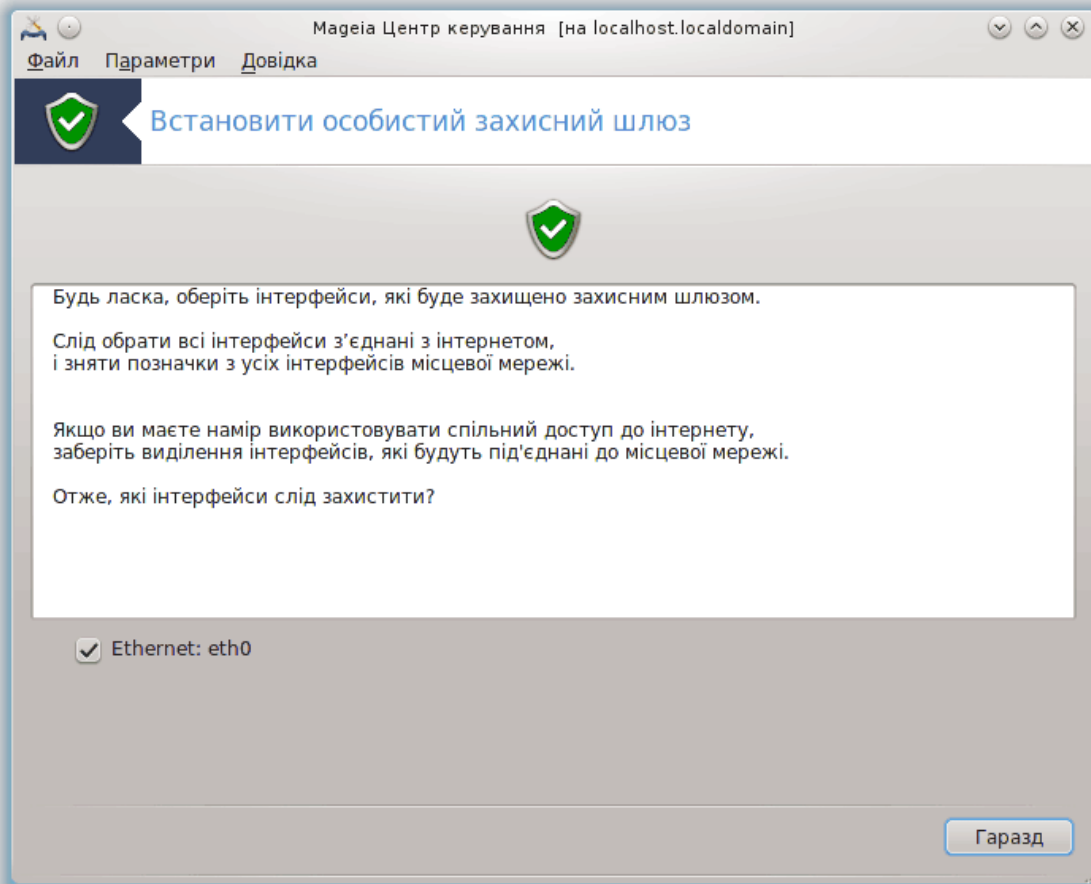 Mageia Центр керування [на localhost.localdomain]
Файл Параметри Довідка
Встановити особистий захисний шлюз
Будь ласка, оберіть інтерфейси, які буде захищено захисним шлюзом.
Слід обрати всі інтерфейси з’єднані з інтернетом,
і зняти позначки з усіх інтерфейсів місцевої мережі.
Якщо ви маєте намір використовувати спільний доступ до інтернету,
заберіть виділення інтерфейсів, які будуть під'єднані до місцевої мережі.
Отже, які інтерфейси слід захистити?
Ethernet: eth0
Гаразд